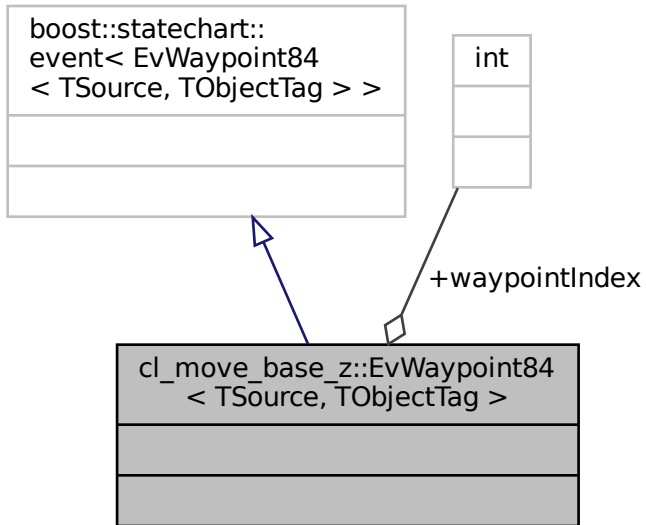 boost::statechart::
event< EvWaypoint84
< TSource, TObjectTag > >
int
+waypointIndex
cl_move_base_z::EvWaypoint84
< TSource, TObjectTag >